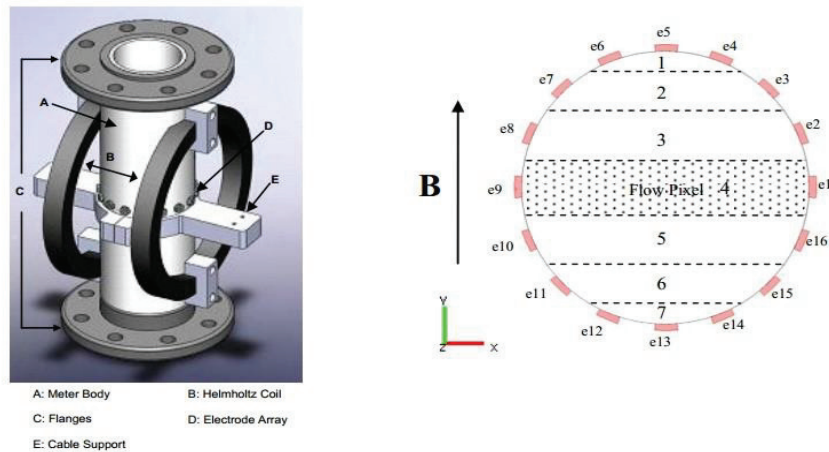 A
B
C
D
E
A: Meter Body
B: Helmholtz Coil
C: Flanges
D: Electrode Array
E: Cable Support
e5
e6
e4
1
e7
e3
2
e8
e2
3
B
e9
Flow Pixel 4
e1
5
e10
e16
6
e11
e15
7
e12
e14
e13
Y
Z
X